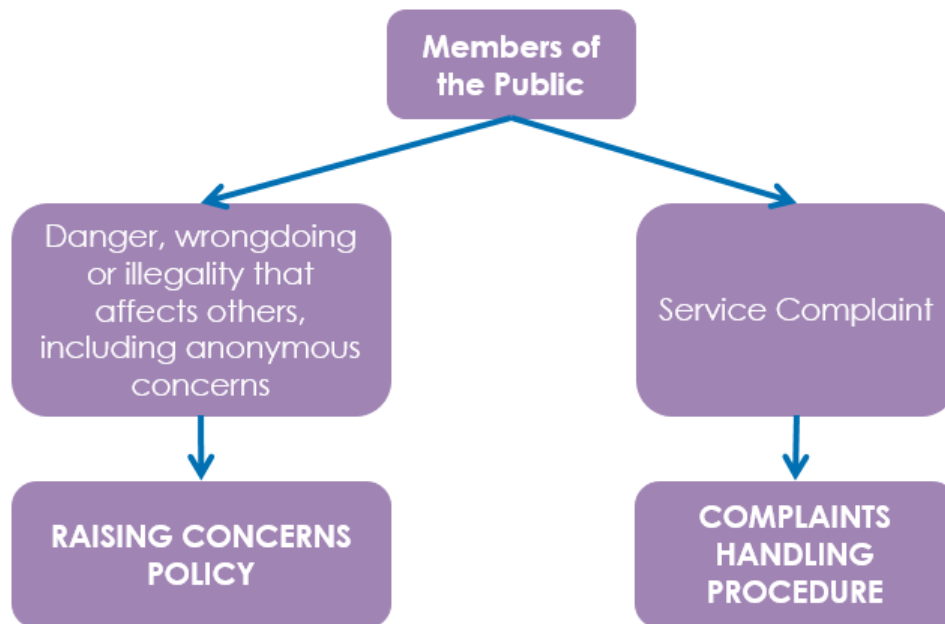 Members of
the Public
Danger, wrongdoing
or illegality that
affects others,
including anonymous
concerns
Service Complaint
RAISING CONCERNS
POLICY
COMPLAINTS
HANDLING
PROCEDURE